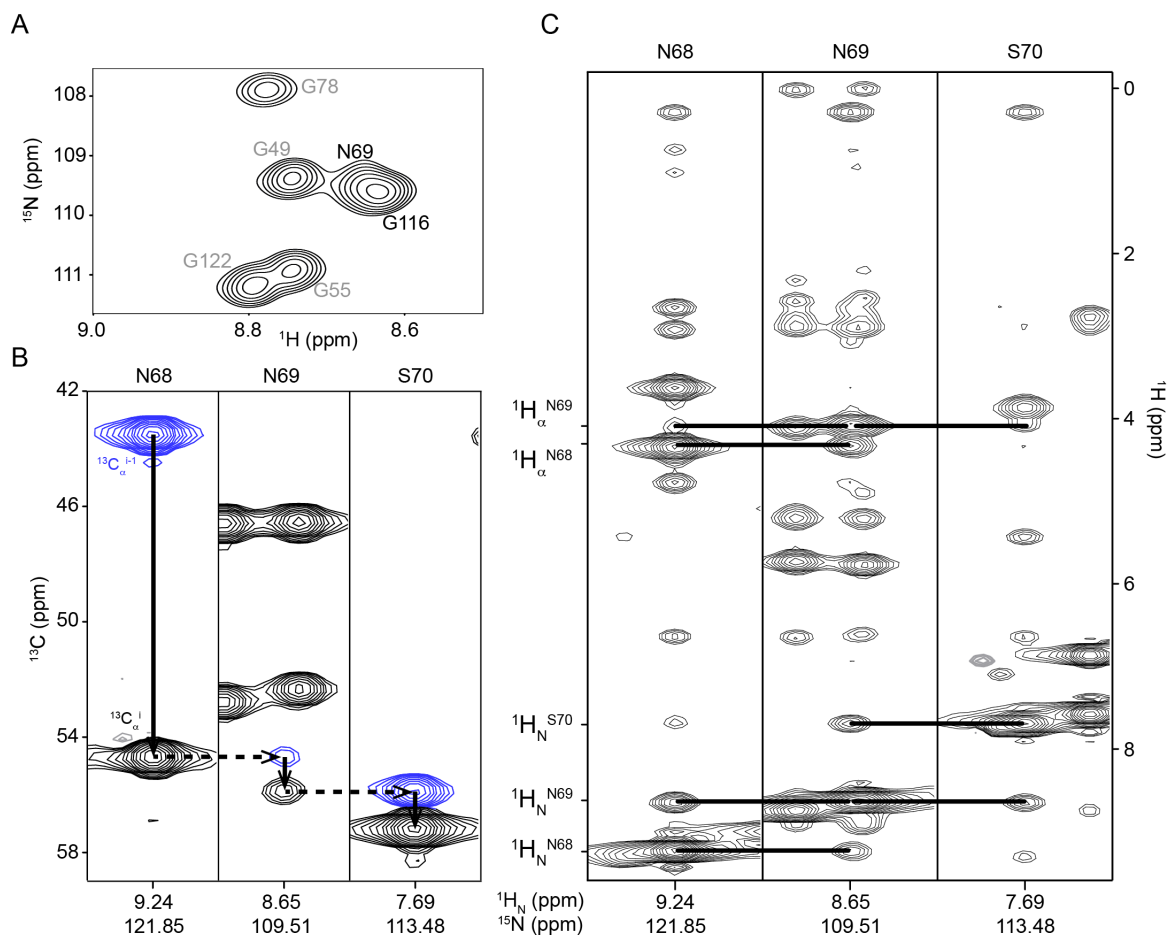 A
G78
G49
N69
G116
G122
G55
108
109
110
111
¹⁵N (ppm)
9.0
8.8
8.6
¹H (ppm)
B
N68
N69
S70
42
46
50
54
58
¹³C (ppm)
¹³Cα i-1
¹³Cα i
9.24
8.65
7.69
121.85
109.51
113.48
C
N68
N69
S70
0
2
4
6
8
¹H (ppm)
¹Hα N69
¹Hα N68
¹HN S70
¹HN N69
¹HN N68
¹HN (ppm)
9.24
8.65
7.69
¹⁵N (ppm)
121.85
109.51
113.48